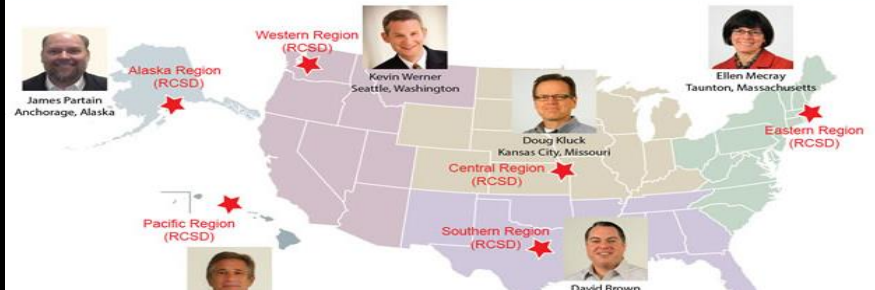 Western Region
(RCSD)
Kevin Werner
Seattle, Washington
Ellen Mecray
Taunton, Massachusetts
Alaska Region
(RCSD)
James Partain
Anchorage, Alaska
Doug Kluck
Kansas City, Missouri
Eastern Region
(RCSD)
Central Region
(RCSD)
Pacific Region
(RCSD)
Southern Region
(RCSD)
David Brown